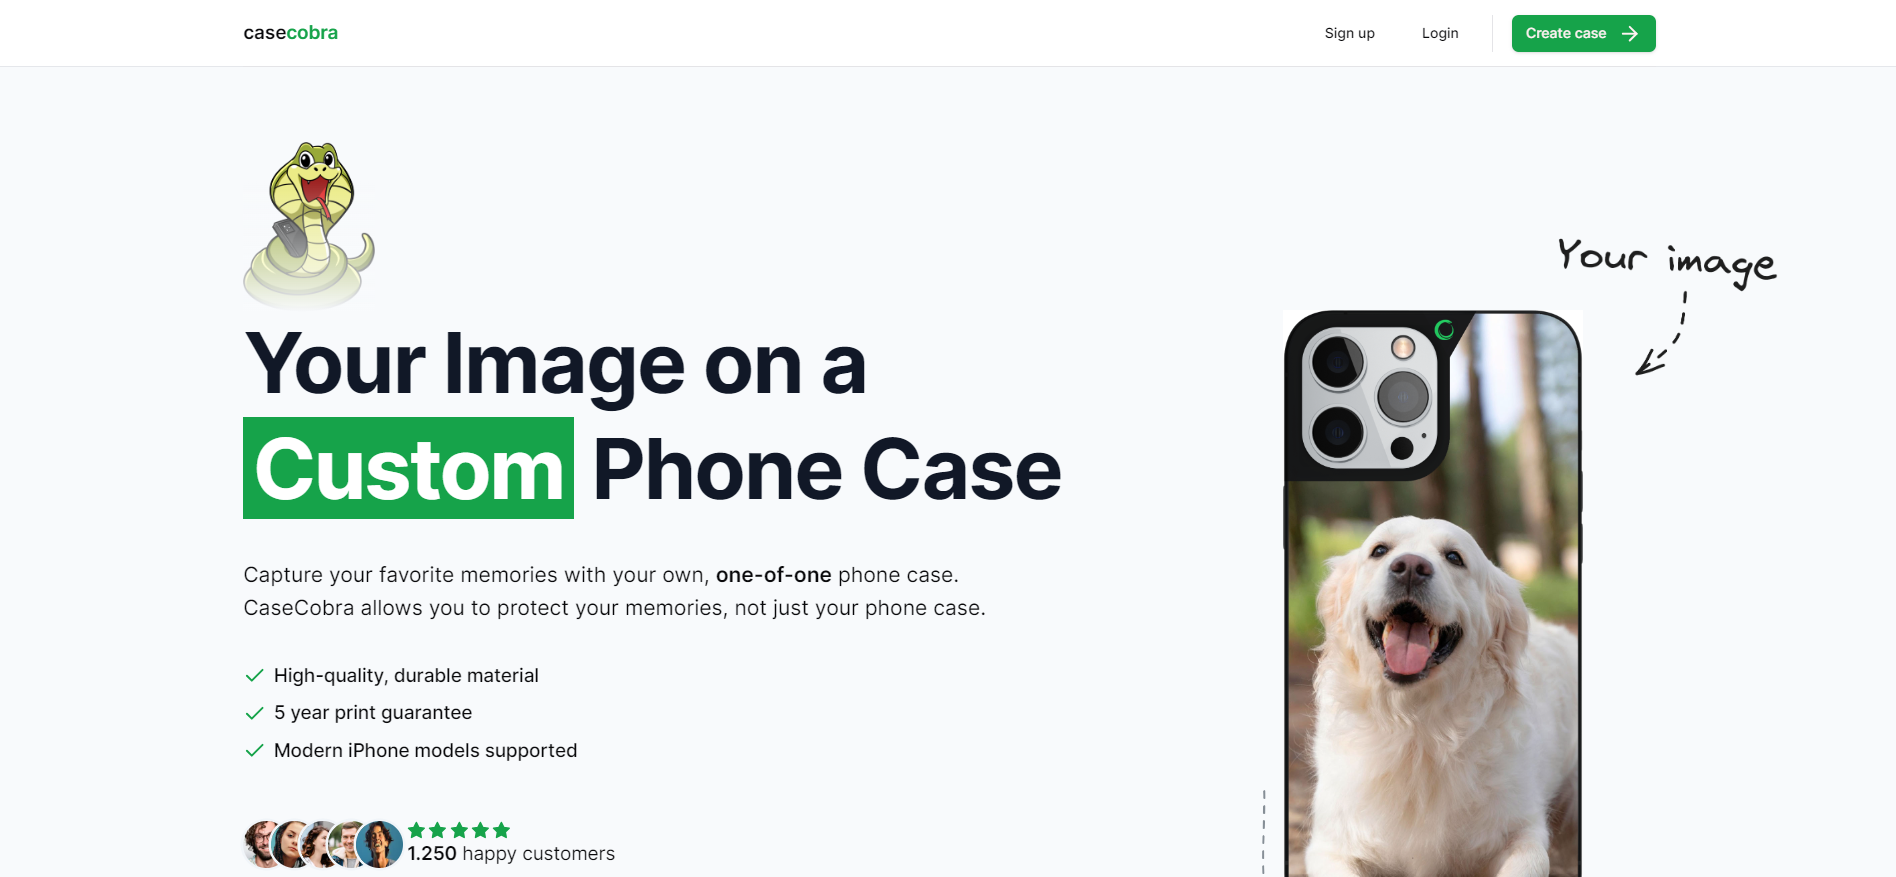 casecobra
Sign up
Login
Create case
Your image
Your Image on a
Custom Phone Case
Capture your favorite memories with your own, one-of-one phone case.
CaseCobra allows you to protect your memories, not just your phone case.
High-quality, durable material
5 year print guarantee
Modern iPhone models supported
1.250 happy customers